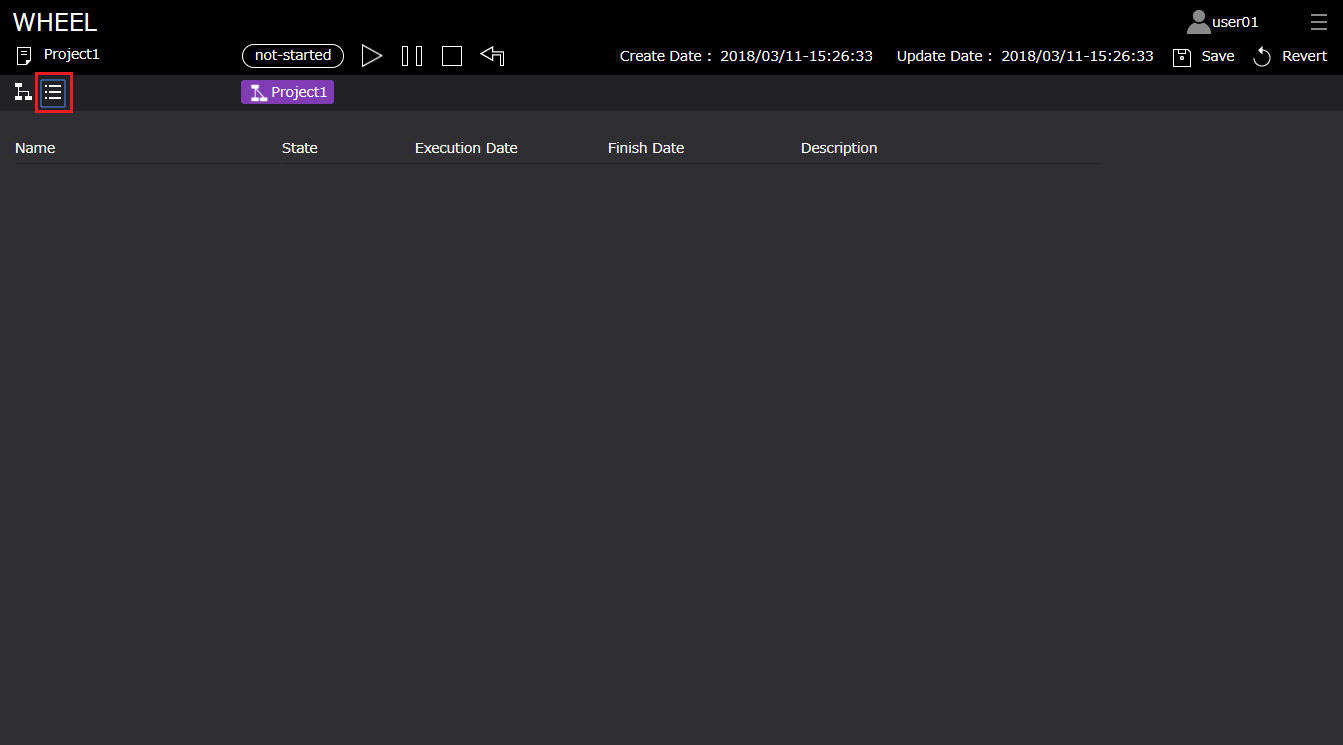 WHEEL
user01
Project1
not-started
Create Date : 2018/03/11-15:26:33
Update Date : 2018/03/11-15:26:33
Save
Revert
Project1
Name
State
Execution Date
Finish Date
Description